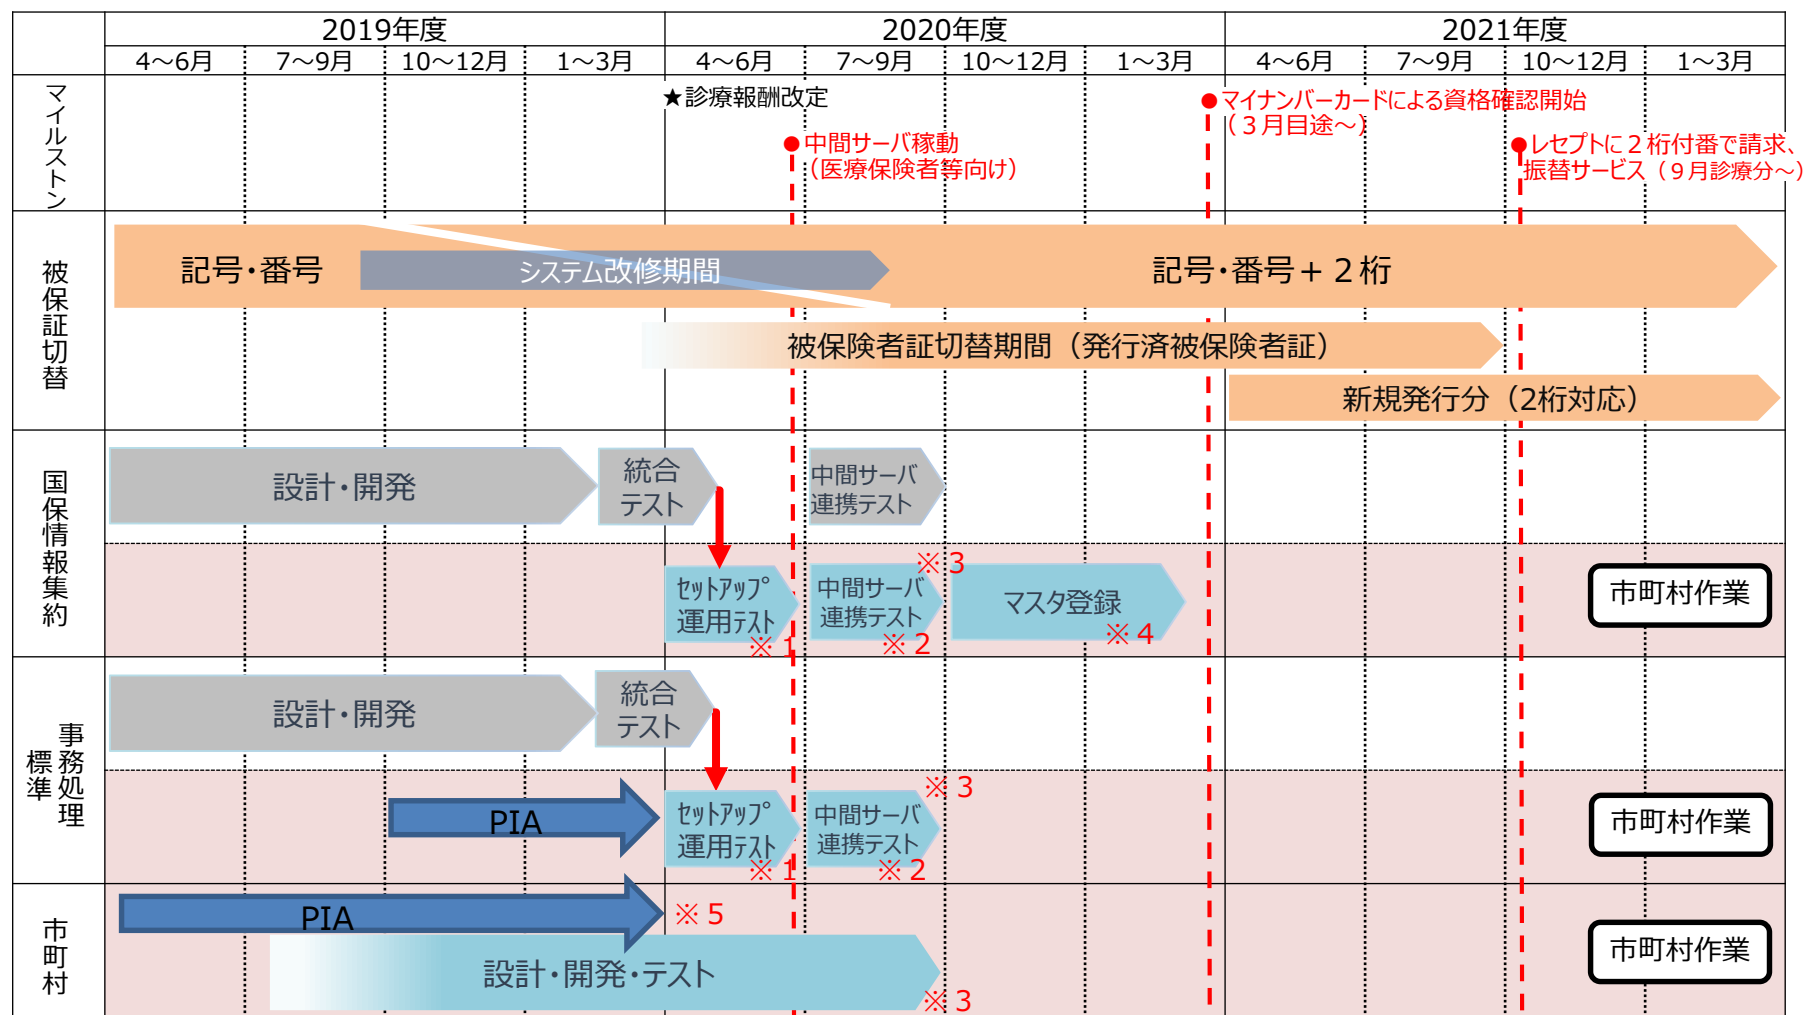 2019年度
2020年度
2021年度
4～6月
7～9月
10～12月
1～3月
4～6月
7～9月
10～12月
1～3月
4～6月
7～9月
10～12月
1～3月
マイルストン
★診療報酬改定
●中間サーバ稼動
（医療保険者等向け）
●マイナンバーカードによる資格確認開始
（３月目途～）
●レセプトに２桁付番で請求、
振替サービス（９月診療分～）
被保証切替
記号・番号
システム改修期間
記号・番号＋２桁
被保険者証切替期間（発行済被保険者証）
新規発行分（2桁対応）
国保情報集約
設計・開発
統合
テスト
中間サーバ
連携テスト
ｾｯﾄｱｯﾌﾟ
運用ﾃｽﾄ
※１
中間サーバ
連携テスト
※３
※２
マスタ登録
※４
市町村作業
事務処理
標準
設計・開発
統合
テスト
PIA
ｾｯﾄｱｯﾌﾟ
運用ﾃｽﾄ
※１
中間サーバ
連携テスト
※３
※２
市町村作業
市町村
PIA
※５
設計・開発・テスト
※３
市町村作業